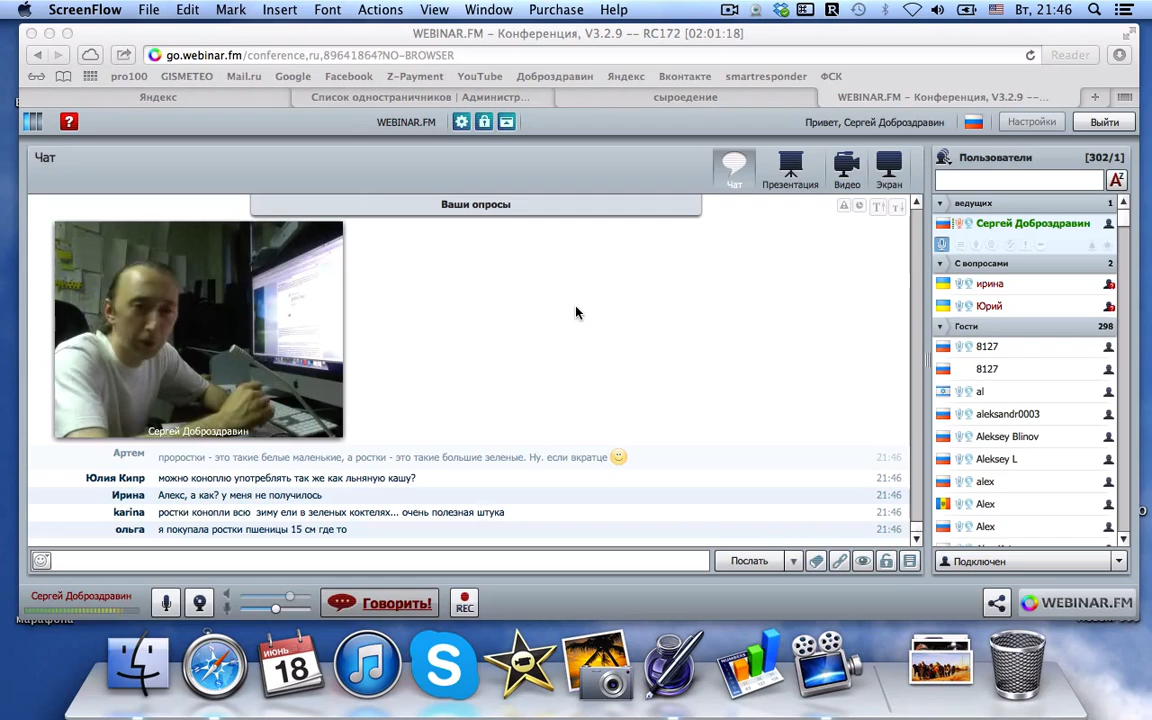 ScreenFlow File Edit Mark Insert Font Actions View Window Purchase Help Вт, 21:46
WEBINAR.FM – Конференция, V3.2.9 -- RC172 [02:01:18]
go.webinar.fm/conference,ru,89641864?NO-BROWSER Reader
pro100 GISMETEO Mail.ru Google Facebook Z-Payment YouTube Доброздравин Яндекс Вконтакте smartresponder ФСК
Яндекс Список одностраничников | Администр... сыроедение WEBINAR.FM – Конференция, V3.2.9 --...
WEBINAR.FM Привет, Сергей Доброздравин Настройки Выйти
Чат
Чат Презентация Видео Экран
Ваши опросы
Сергей Доброздравин
Артем проростки - это такие белые маленькие, а ростки - это такие большие зеленые. Ну. если вкратце 21:46
Юлия Кипр можно коноплю употреблять так же как льняную кашу? 21:46
Ирина Алекс, а как? у меня не получилось 21:46
karina ростки конопли всю зиму ели в зеленых коктелях... очень полезная штука 21:46
ольга я покупала ростки пшеницы 15 см где то 21:46
Послать
Пользователи [302/1]
ведущих 1
Сергей Доброздравин
С вопросами 2
ирина
Юрий
Гости 298
8127
8127
al
aleksandr0003
Aleksey Blinov
Aleksey L
alex
Alex
Alex
Подключен
Сергей Доброздравин
Говорить!
REC
WEBINAR.FM
ИЮНЬ
18